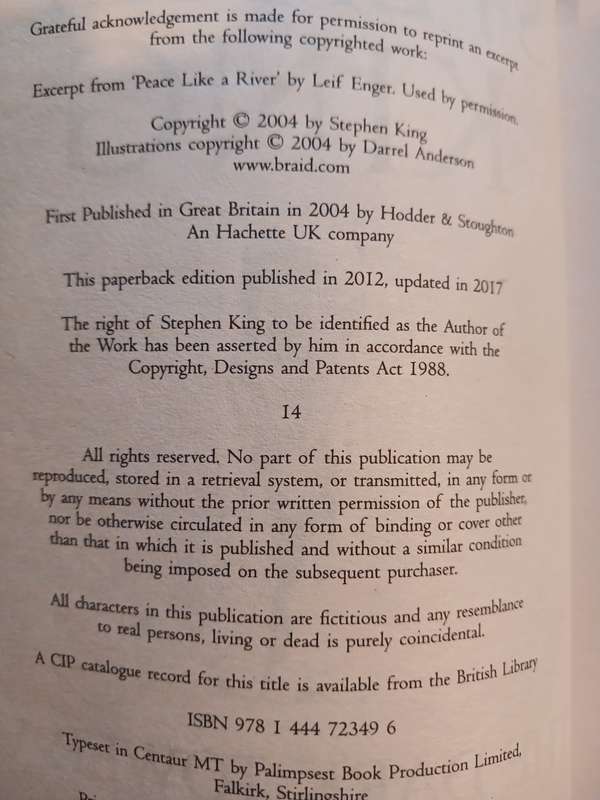 Grateful acknowledgement is made for permission to reprint an excerpt
from the following copyrighted work:
Excerpt from 'Peace Like a River' by Leif Enger. Used by permission.
Copyright © 2004 by Stephen King
Illustrations copyright © 2004 by Darrel Anderson
www.braid.com
First Published in Great Britain in 2004 by Hodder & Stoughton
An Hachette UK company
This paperback edition published in 2012, updated in 2017
The right of Stephen King to be identified as the Author of
the Work has been asserted by him in accordance with the
Copyright, Designs and Patents Act 1988.
14
All rights reserved. No part of this publication may be
reproduced, stored in a retrieval system, or transmitted, in any form or
by any means without the prior written permission of the publisher,
nor be otherwise circulated in any form of binding or cover other
than that in which it is published and without a similar condition
being imposed on the subsequent purchaser.
All characters in this publication are fictitious and any resemblance
to real persons, living or dead is purely coincidental.
A CIP catalogue record for this title is available from the British Library
ISBN 978 1 444 72349 6
Typeset in Centaur MT by Palimpsest Book Production Limited,
Falkirk, Stirlingshire